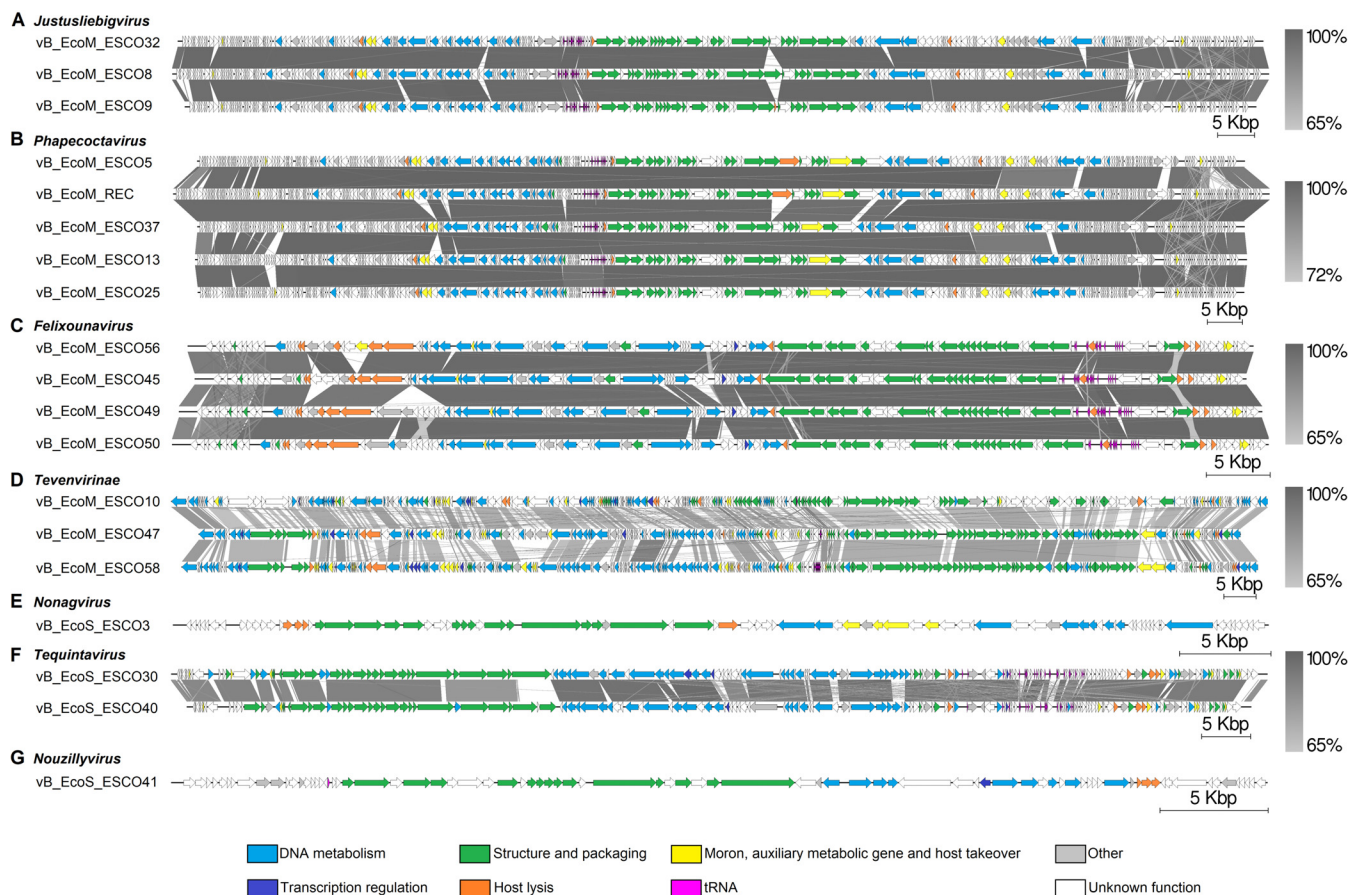 A Justusliebigvirus
vB_EcoM_ESCO32
vB_EcoM_ESCO8
vB_EcoM_ESCO9
100%
65%
5 Kbp
B Phapecoctavirus
vB_EcoM_ESCO5
vB_EcoM_REC
vB_EcoM_ESCO37
vB_EcoM_ESCO13
vB_EcoM_ESCO25
100%
72%
5 Kbp
C Felixounavirus
vB_EcoM_ESCO56
vB_EcoM_ESCO45
vB_EcoM_ESCO49
vB_EcoM_ESCO50
100%
65%
5 Kbp
D Tevenvirinae
vB_EcoM_ESCO10
vB_EcoM_ESCO47
vB_EcoM_ESCO58
100%
65%
5 Kbp
E Nonagvirus
vB_EcoS_ESCO3
5 Kbp
F Tequintavirus
vB_EcoS_ESCO30
vB_EcoS_ESCO40
100%
65%
5 Kbp
G Nouzillyvirus
vB_EcoS_ESCO41
5 Kbp
DNA metabolism
Structure and packaging
Moron, auxiliary metabolic gene and host takeover
Other
Transcription regulation
Host lysis
tRNA
Unknown function